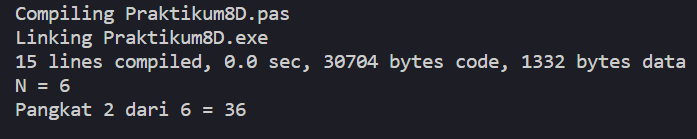 Compiling Praktikum8D.pas
Linking Praktikum8D.exe
15 lines compiled, 0.0 sec, 30704 bytes code, 1332 bytes data
N = 6
Pangkat 2 dari 6 = 36